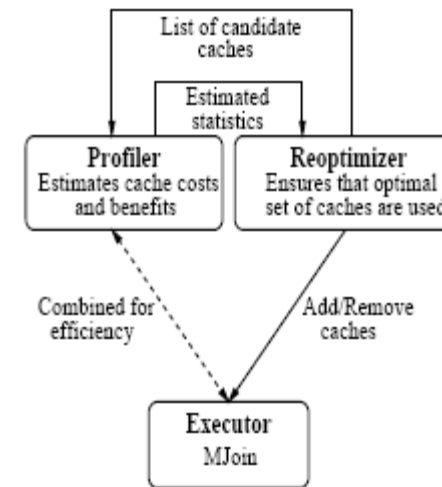 List of candidate
caches
Estimated
statistics
Profiler
Estimates cache costs
and benefits
Reoptimizer
Ensures that optimal
set of caches are used
Combined for
efficiency
Add/Remove
caches
Executor
MJoin